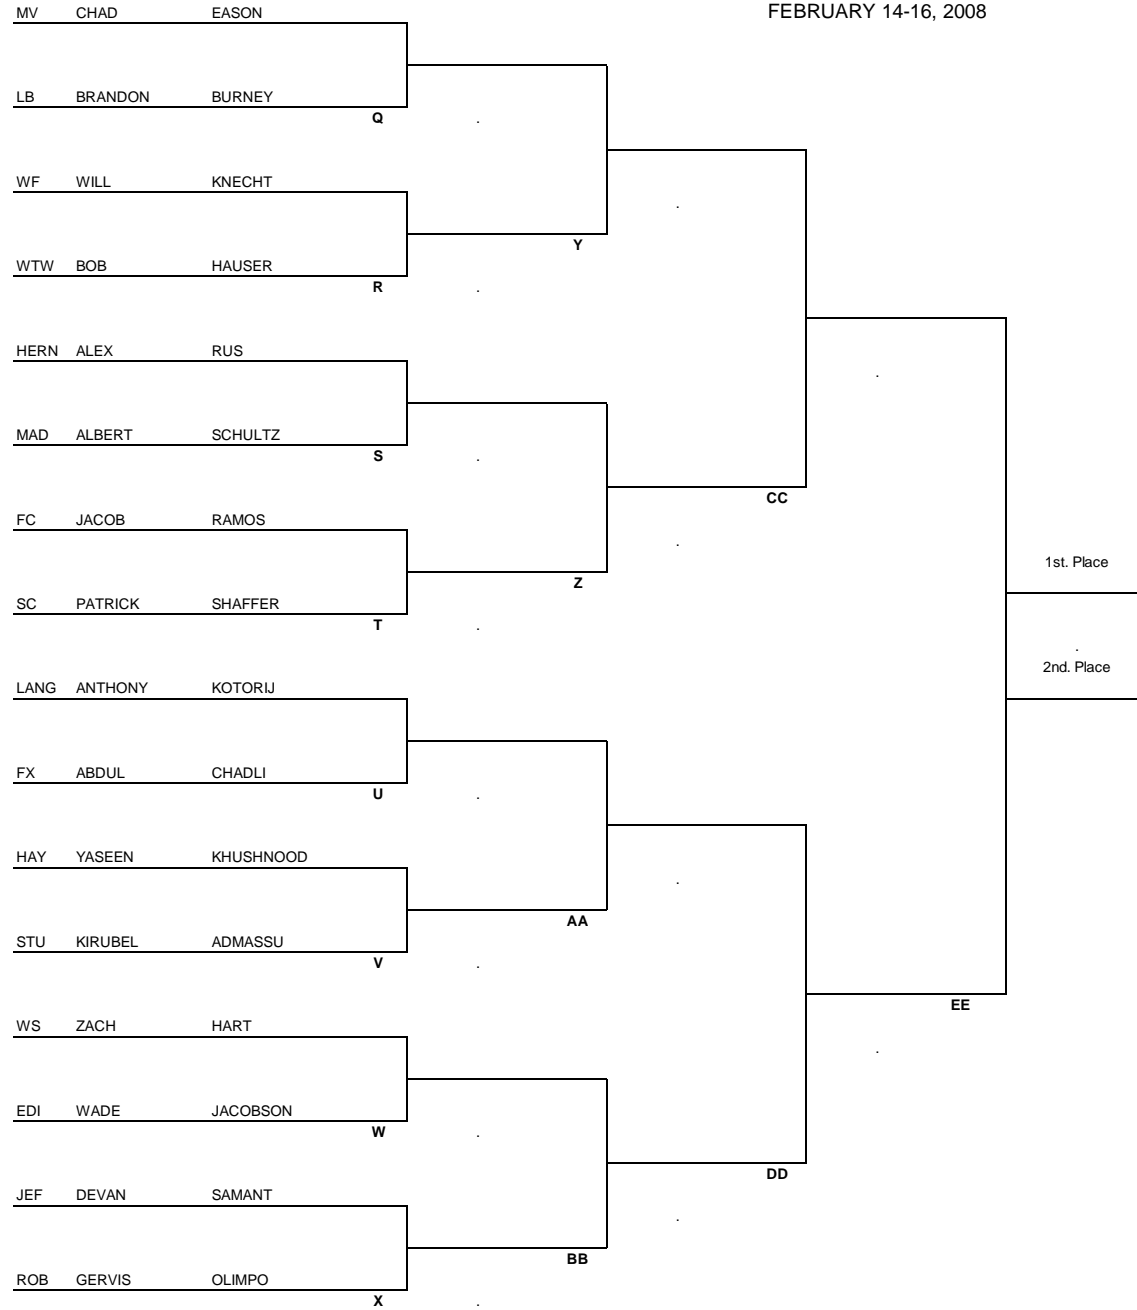 MV CHAD EASON
FEBRUARY 14-16, 2008
LB BRANDON BURNEY
Q .
WF WILL KNECHT
.
Y
WTW BOB HAUSER
R .
HERN ALEX RUS
.
MAD ALBERT SCHULTZ
S .
CC
FC JACOB RAMOS
.
1st. Place
Z
SC PATRICK SHAFFER
T .
.
2nd. Place
LANG ANTHONY KOTORIJ
FX ABDUL CHADLI
U .
HAY YASEEN KHUSHNOOD
.
AA
STU KIRUBEL ADMASSU
V .
EE
WS ZACH HART
.
EDI WADE JACOBSON
W .
DD
JEF DEVAN SAMANT
.
BB
ROB GERVIS OLIMPO
X .